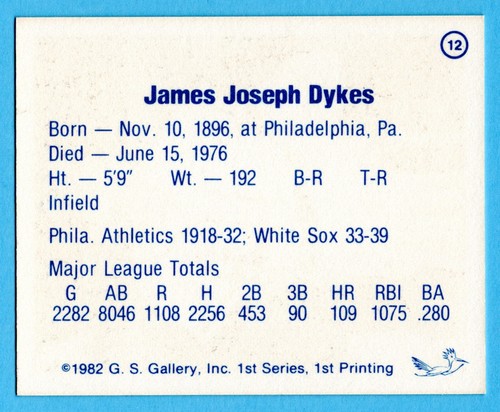 12
James Joseph Dykes
Born — Nov. 10, 1896, at Philadelphia, Pa.
Died — June 15, 1976
Ht. — 5'9" Wt. — 192 B-R T-R
Infield
Phila. Athletics 1918-32; White Sox 33-39
Major League Totals
G AB R H 2B 3B HR RBI BA
2282 8046 1108 2256 453 90 109 1075 .280
©1982 G. S. Gallery, Inc. 1st Series, 1st Printing